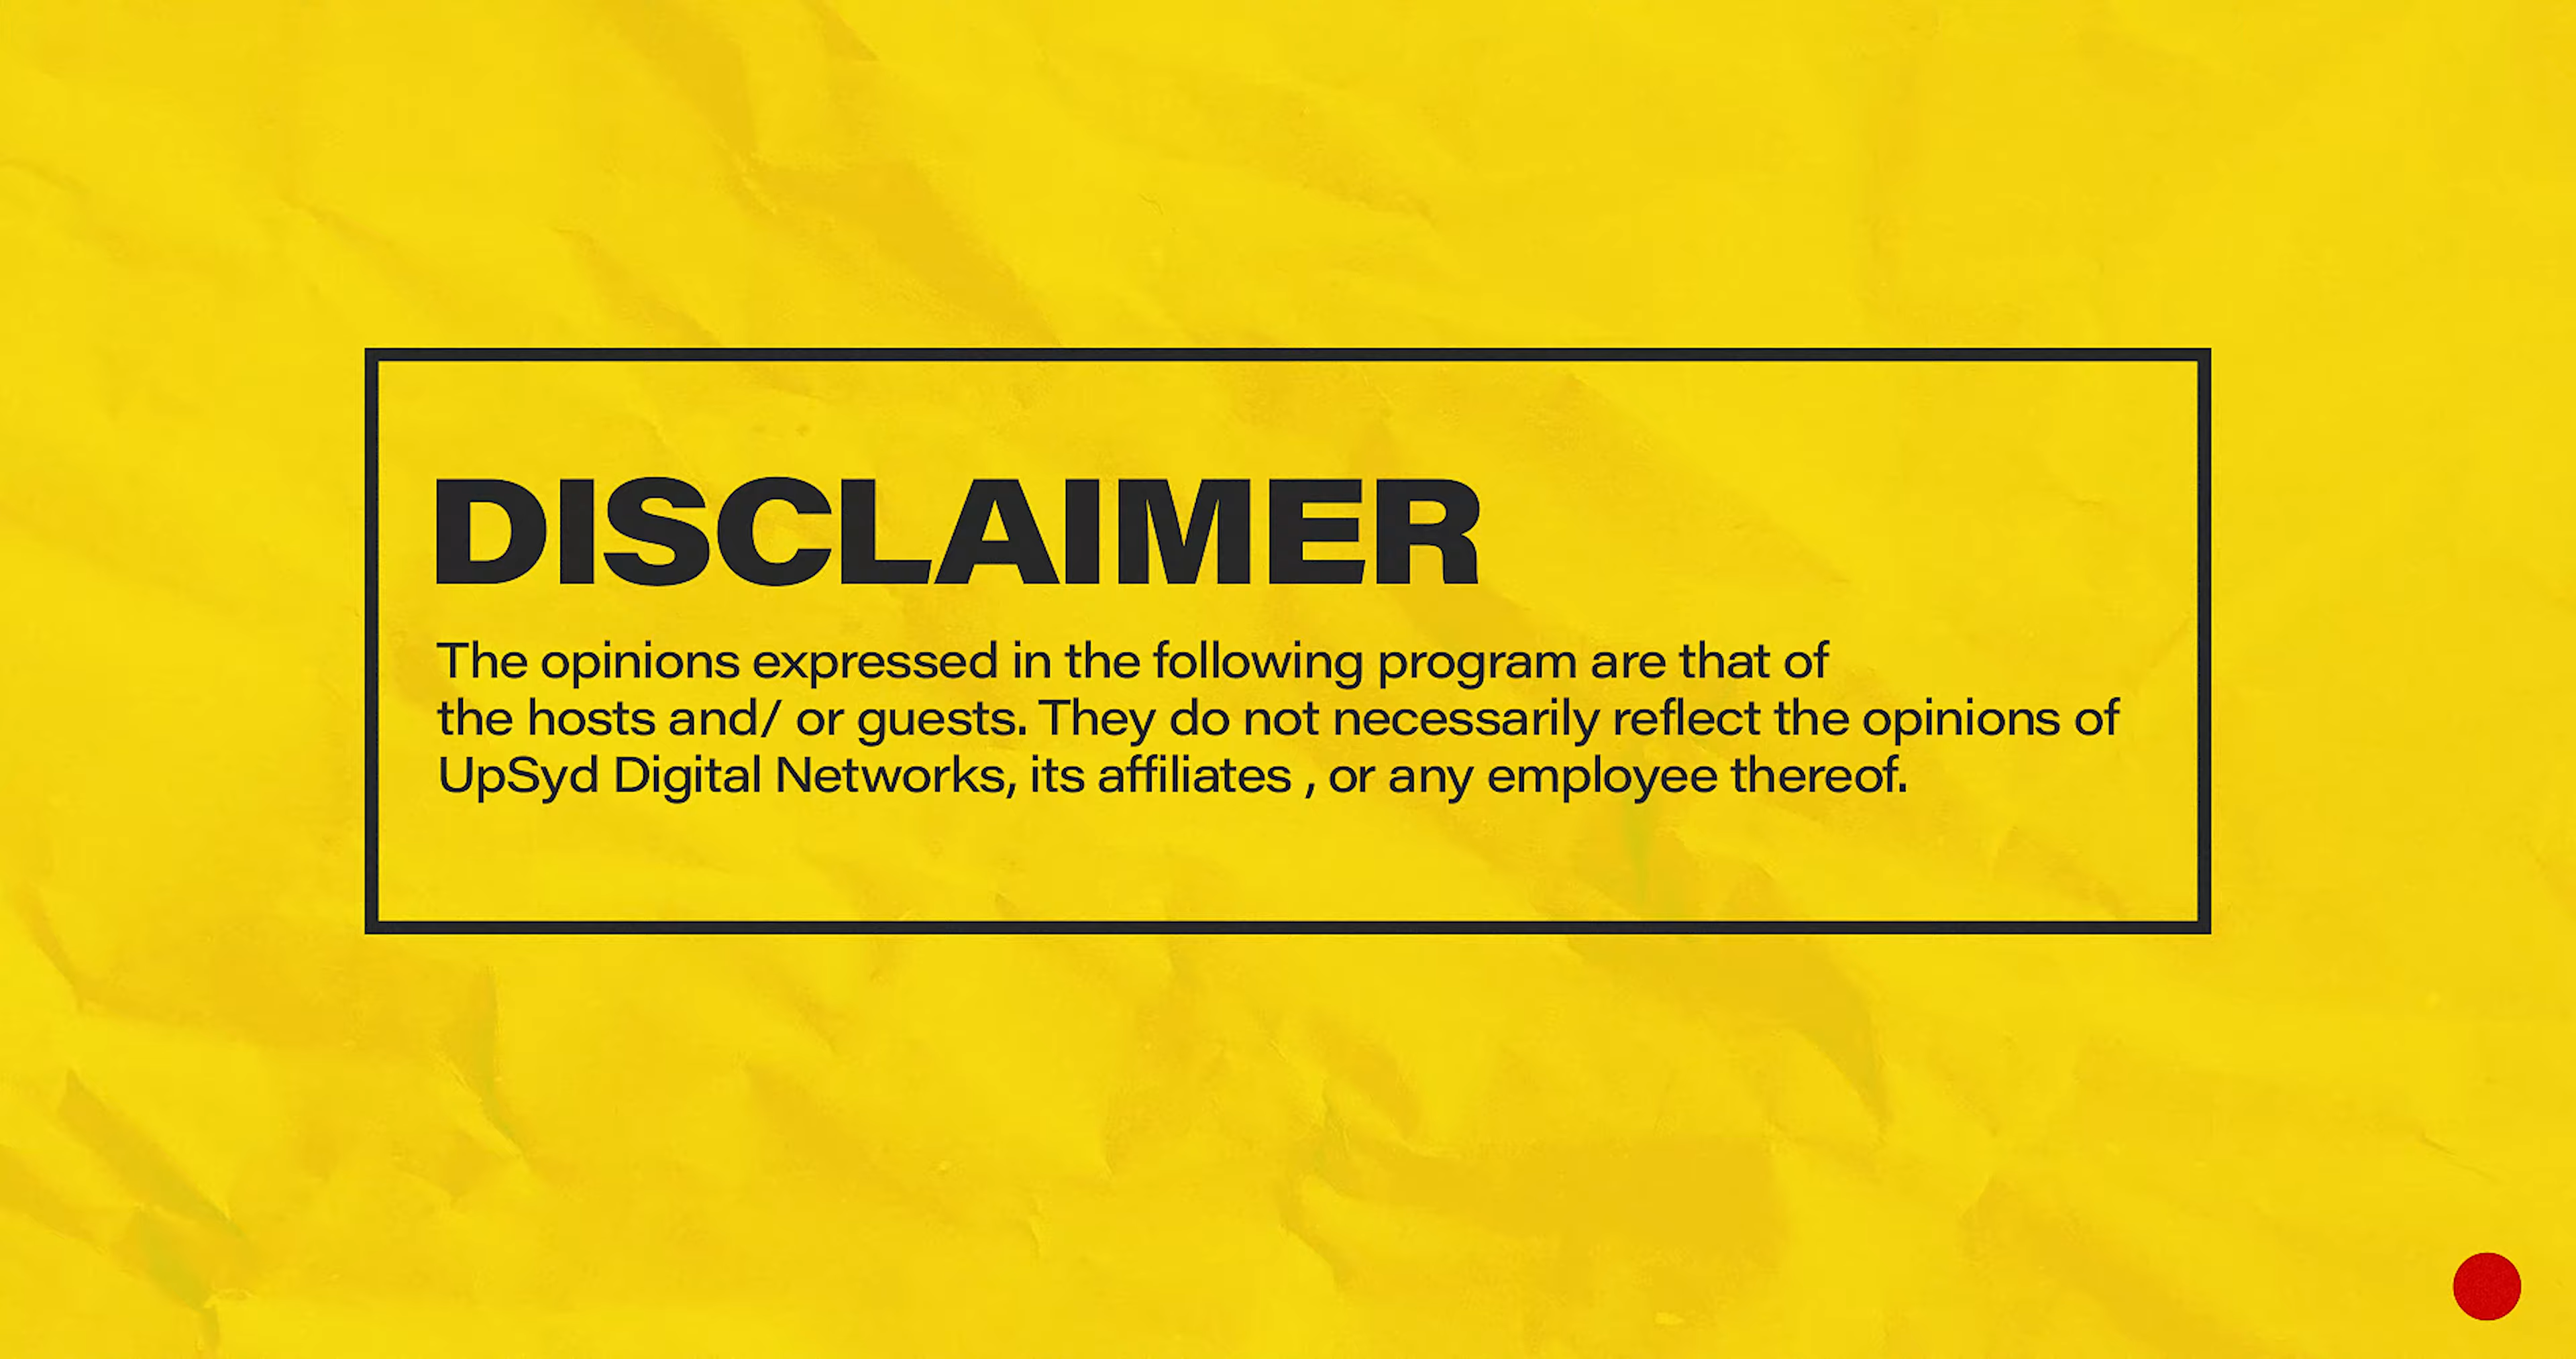 DISCLAIMER
The opinions expressed in the following program are that of
the hosts and/ or guests. They do not necessarily reflect the opinions of
UpSyd Digital Networks, its affiliates , or any employee thereof.